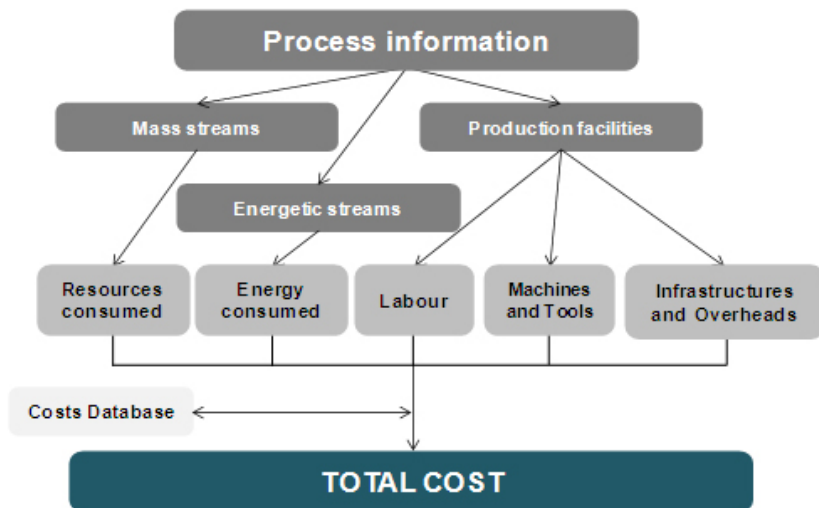 Process information
Mass streams
Production facilities
Energetic streams
Resources
consumed
Energy
consumed
Labour
Machines
and Tools
Infrastructures
and Overheads
Costs Database
TOTAL COST